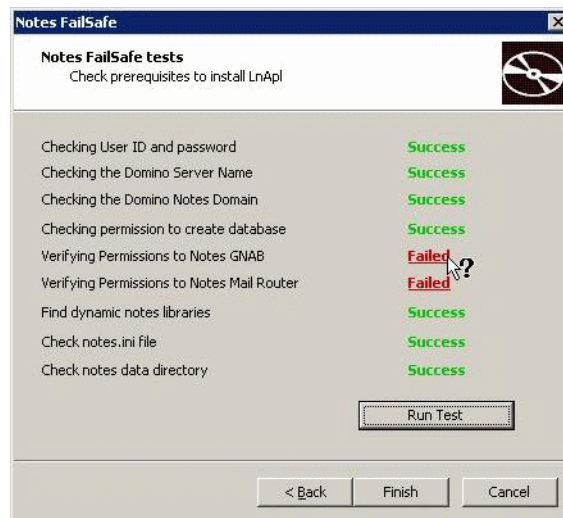 Notes FailSafe
Notes FailSafe tests
Check prerequisites to install LnApl
Checking User ID and password Success
Checking the Domino Server Name Success
Checking the Domino Notes Domain Success
Checking permission to create database Success
Verifying Permissions to Notes GNAB Failed
Verifying Permissions to Notes Mail Router Failed
Find dynamic notes libraries Success
Check notes.ini file Success
Check notes data directory Success
Run Test
< Back Finish Cancel